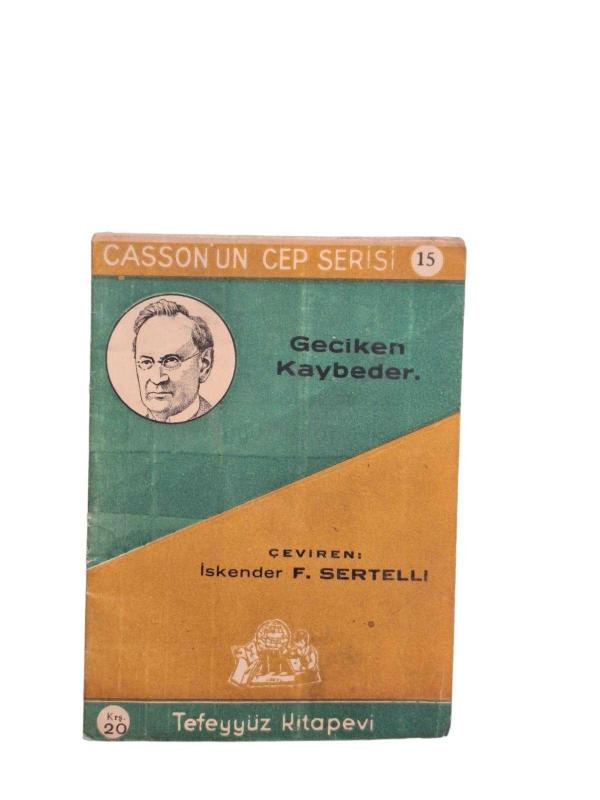 CASSON'UN CEP SERİSİ 15
Geciken
Kaybeder.
ÇEVİREN:
İskender F. SERTELLI
Krş.
20
Tefeyyüz Kitapevi